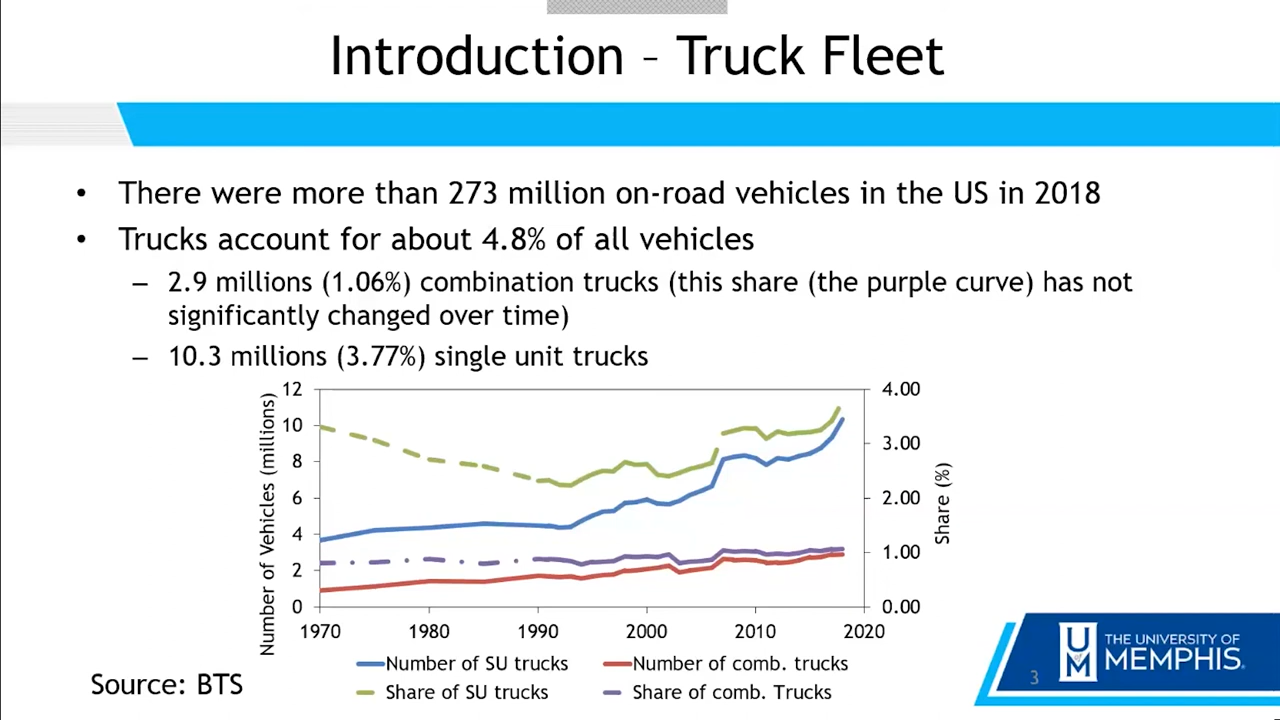 Introduction – Truck Fleet
• There were more than 273 million on-road vehicles in the US in 2018
• Trucks account for about 4.8% of all vehicles
– 2.9 millions (1.06%) combination trucks (this share (the purple curve) has not
significantly changed over time)
– 10.3 millions (3.77%) single unit trucks
Number of Vehicles (millions)
12
10
8
6
4
2
0
4.00
3.00
2.00
1.00
0.00
Share (%)
1970 1980 1990 2000 2010 2020
Number of SU trucks Number of comb. trucks
Share of SU trucks Share of comb. Trucks
Source: BTS
3
UofM
THE UNIVERSITY OF
MEMPHIS.